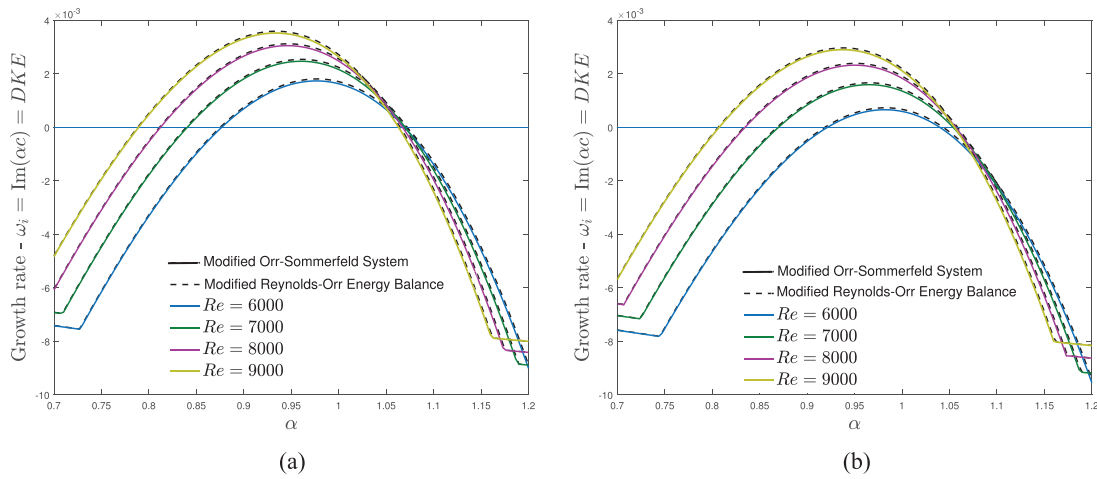 ×10⁻³
4
2
0
-2
-4
-6
-8
-10
0.7 0.75 0.8 0.85 0.9 0.95 1 1.05 1.1 1.15 1.2
Growth rate - ωᵢ = Im(αc) = DKE
α
Modified Orr-Sommerfeld System
Modified Reynolds-Orr Energy Balance
Re = 6000
Re = 7000
Re = 8000
Re = 9000
(a)
×10⁻³
4
2
0
-2
-4
-6
-8
-10
0.7 0.75 0.8 0.85 0.9 0.95 1 1.05 1.1 1.15 1.2
Growth rate - ωᵢ = Im(αc) = DKE
α
Modified Orr-Sommerfeld System
Modified Reynolds-Orr Energy Balance
Re = 6000
Re = 7000
Re = 8000
Re = 9000
(b)